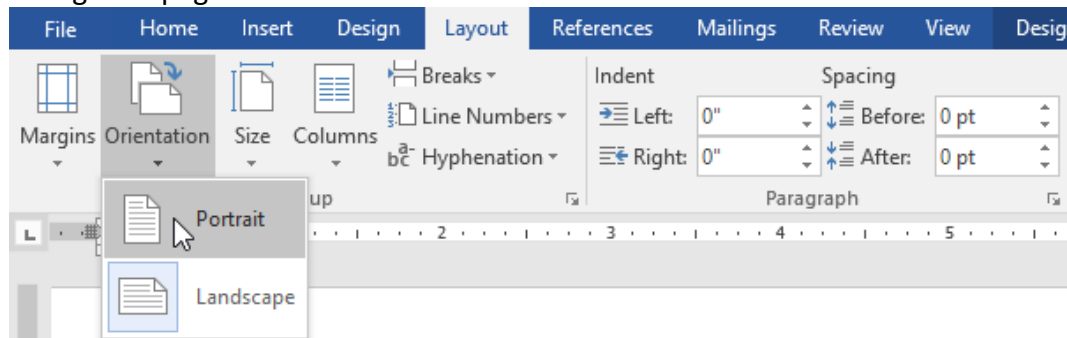 File Home Insert Design Layout References Mailings Review View Desig
Breaks Indent Spacing
Line Numbers Left: 0" Before: 0 pt
Margins Orientation Size Columns
Hyphenation Right: 0" After: 0 pt
up Paragraph
Portrait
L 2 3 4 5
Landscape